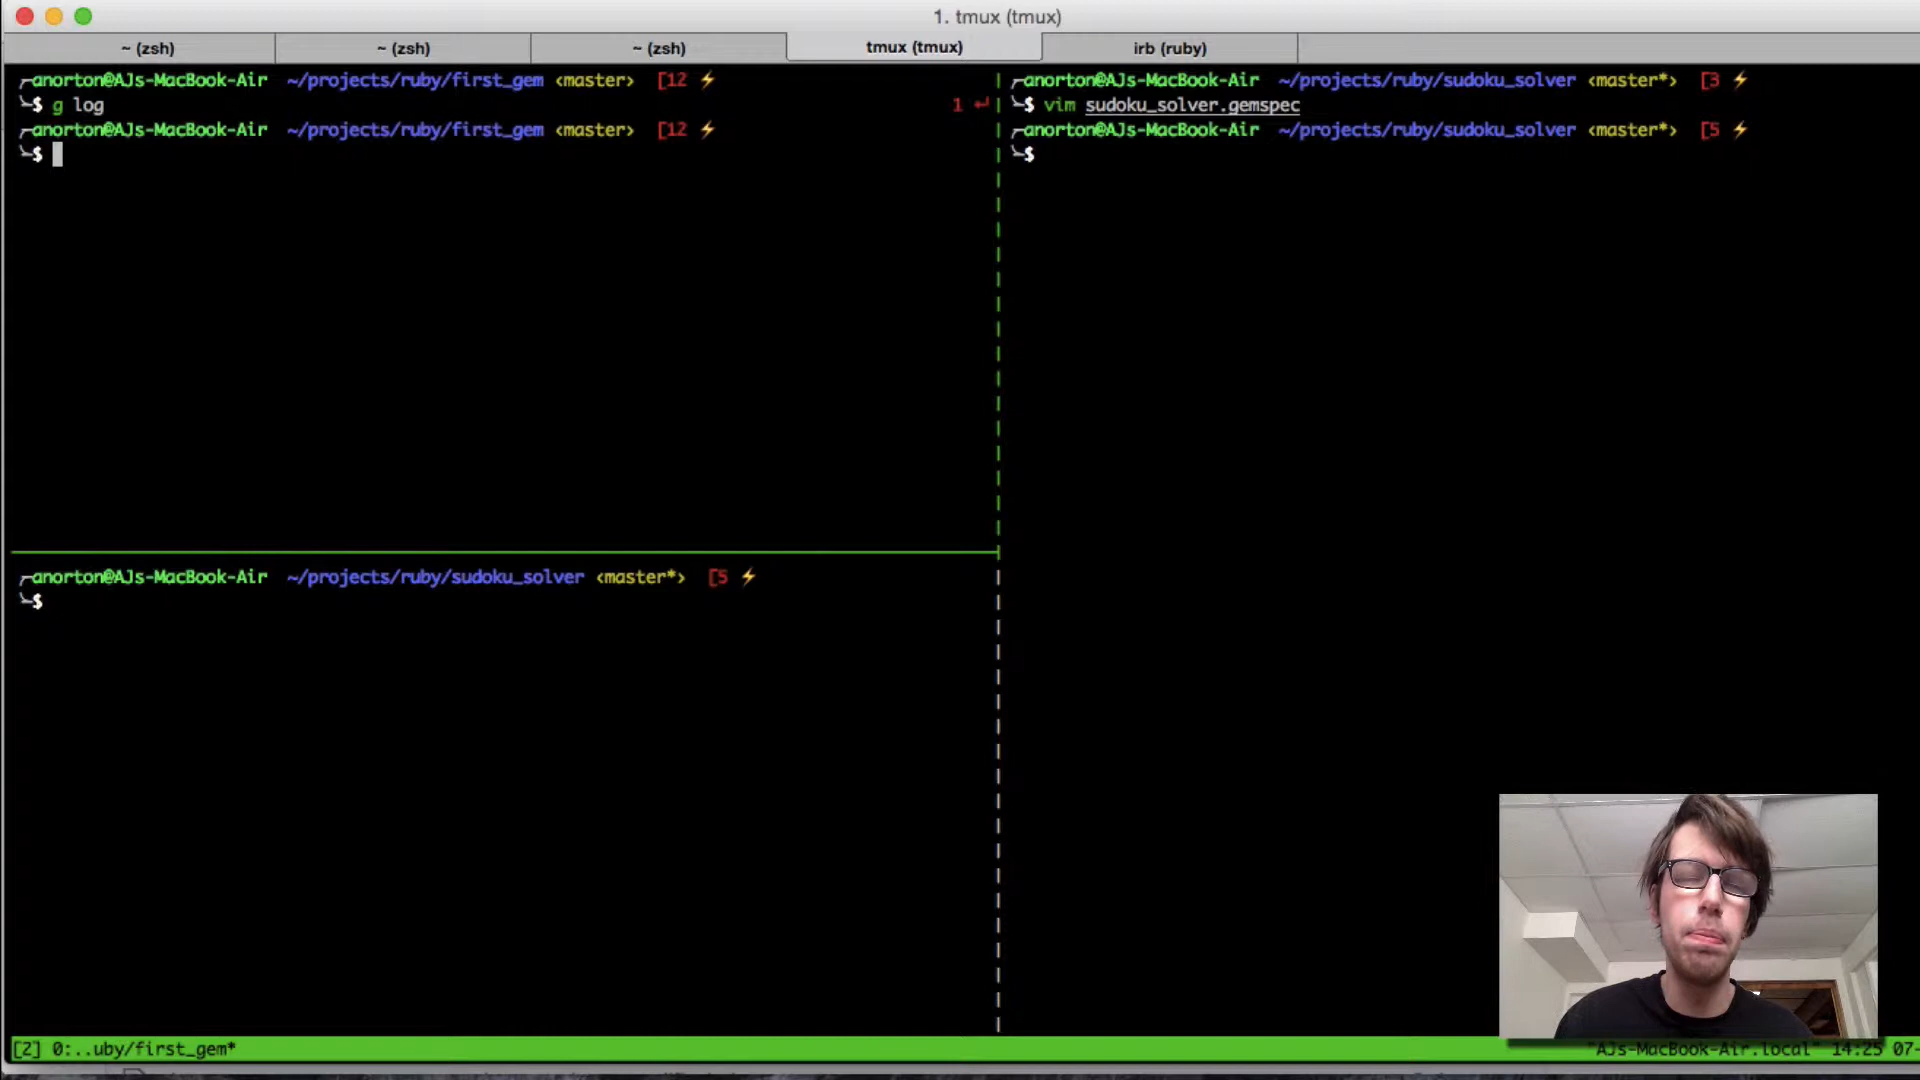 1. tmux (tmux)
~ (zsh)
~ (zsh)
~ (zsh)
tmux (tmux)
irb (ruby)
anorton@AJs-MacBook-Air ~/projects/ruby/first_gem ‹master› [12 ⚡
$ g log 1 ↵
anorton@AJs-MacBook-Air ~/projects/ruby/first_gem ‹master› [12 ⚡
$
anorton@AJs-MacBook-Air ~/projects/ruby/sudoku_solver ‹master*› [3 ⚡
$ vim sudoku_solver.gemspec
anorton@AJs-MacBook-Air ~/projects/ruby/sudoku_solver ‹master*› [5 ⚡
$
anorton@AJs-MacBook-Air ~/projects/ruby/sudoku_solver ‹master*› [5 ⚡
$
[2] 0:..uby/first_gem* "AJs-MacBook-Air.local" 14:25 07-